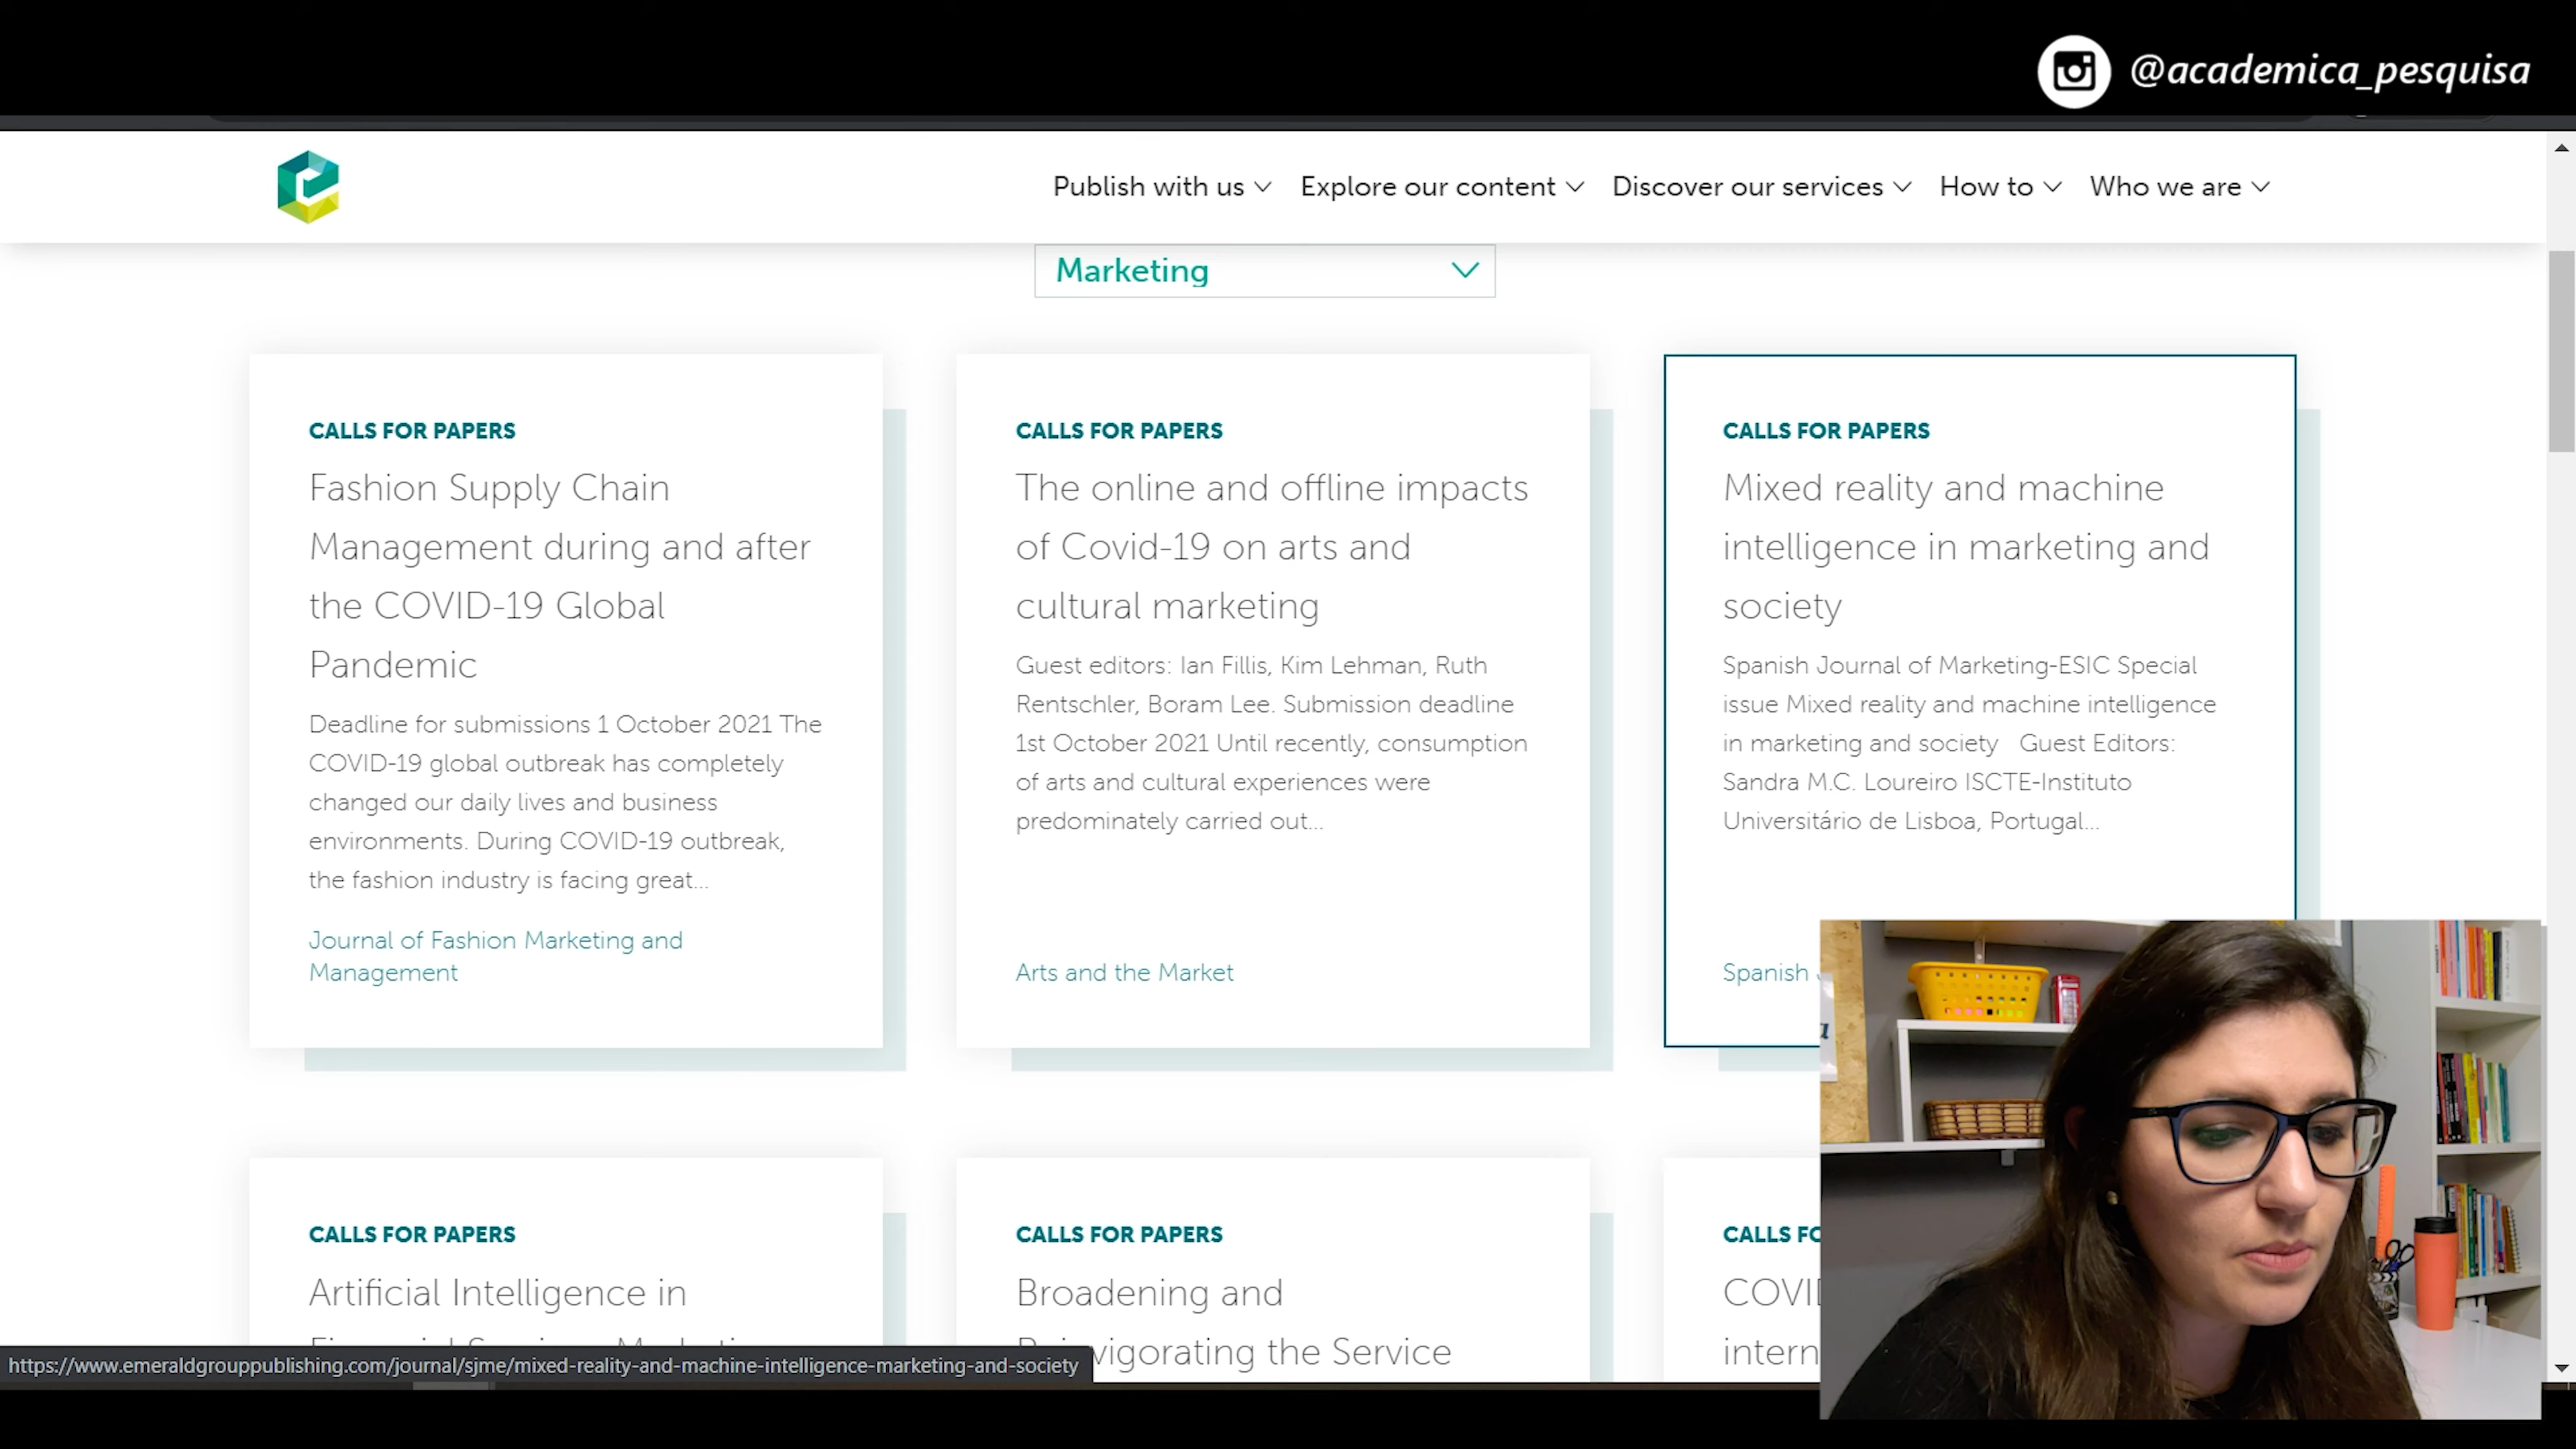 @academica_pesquisa
Publish with us Explore our content Discover our services How to Who we are
Marketing
CALLS FOR PAPERS
Fashion Supply Chain
Management during and after
the COVID-19 Global
Pandemic
Deadline for submissions 1 October 2021 The
COVID-19 global outbreak has completely
changed our daily lives and business
environments. During COVID-19 outbreak,
the fashion industry is facing great...
Journal of Fashion Marketing and
Management
CALLS FOR PAPERS
The online and offline impacts
of Covid-19 on arts and
cultural marketing
Guest editors: Ian Fillis, Kim Lehman, Ruth
Rentschler, Boram Lee. Submission deadline
1st October 2021 Until recently, consumption
of arts and cultural experiences were
predominately carried out...
Arts and the Market
CALLS FOR PAPERS
Mixed reality and machine
intelligence in marketing and
society
Spanish Journal of Marketing-ESIC Special
issue Mixed reality and machine intelligence
in marketing and society Guest Editors:
Sandra M.C. Loureiro ISCTE-Instituto
Universitário de Lisboa, Portugal...
Spanish
CALLS FOR PAPERS
Artificial Intelligence in
CALLS FOR PAPERS
Broadening and
the Service
CALLS
https://www.emeraldgrouppublishing.com/journal/sjme/mixed-reality-and-machine-intelligence-marketing-and-society